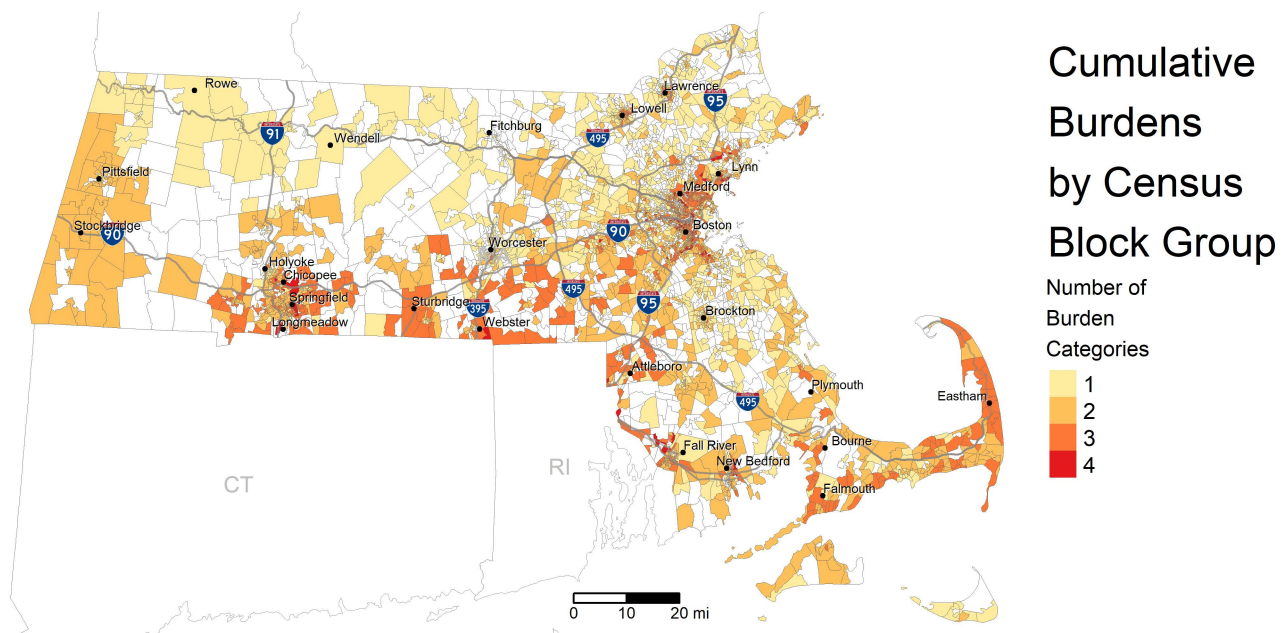 Cumulative
Burdens
by Census
Block Group
Number of
Burden
Categories
1
2
3
4
Rowe
Lawrence
95
Lowell
Fitchburg
91
495
Wendell
Pittsfield
Lynn
Medford
Stockbridge
90
90
Boston
Worcester
Holyoke
Chicopee
Springfield
Sturbridge
495
395
95
Longmeadow
Webster
Brockton
Attleboro
Plymouth
495
Eastham
Fall River
Bourne
New Bedford
Falmouth
CT
RI
0 10 20 mi